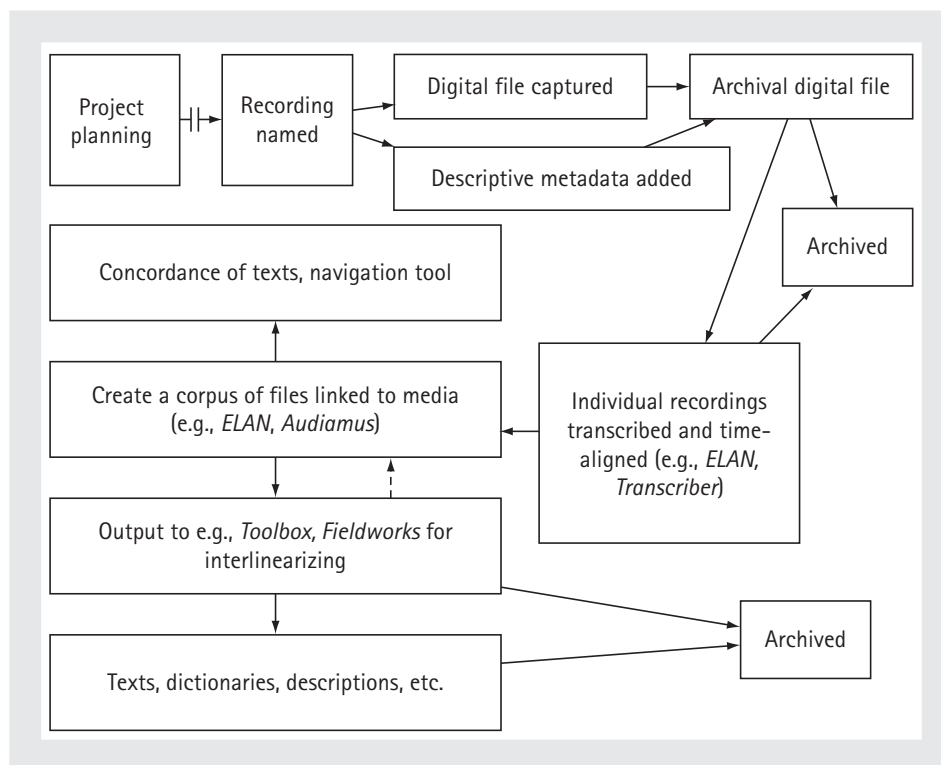 Project
planning
Recording
named
Digital file captured
Archival digital file
Descriptive metadata added
Archived
Concordance of texts, navigation tool
Create a corpus of files linked to media
(e.g., ELAN, Audiamus)
Individual recordings
transcribed and time-
aligned (e.g., ELAN,
Transcriber)
Output to e.g., Toolbox, Fieldworks for
interlinearizing
Archived
Texts, dictionaries, descriptions, etc.